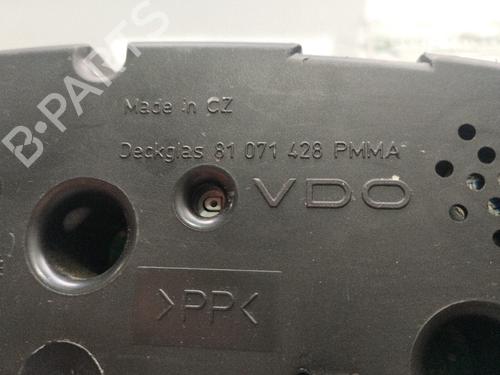 Made in CZ
Deckglas 81 071 428 PMMA
VDO
>PP<
B-PARTS